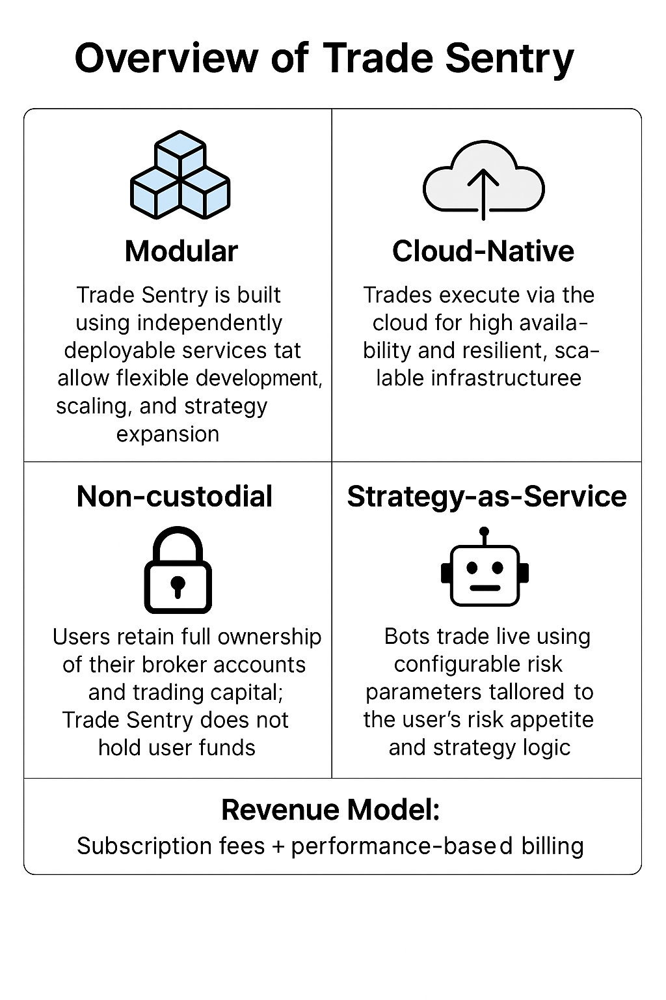 Overview of Trade Sentry
Modular
Trade Sentry is built
using independently
deployable services tat
allow flexible development,
scaling, and strategy
expansion
Cloud-Native
Trades execute via the
cloud for high availa-
bility and resilient, sca-
lable infrastructuree
Non-custodial
Users retain full ownership
of their broker accounts
and trading capital;
Trade Sentry does not
hold user funds
Strategy-as-Service
Bots trade live using
configurable risk
parameters tallored to
the user's risk appetite
and strategy logic
Revenue Model:
Subscription fees + performance-based billing